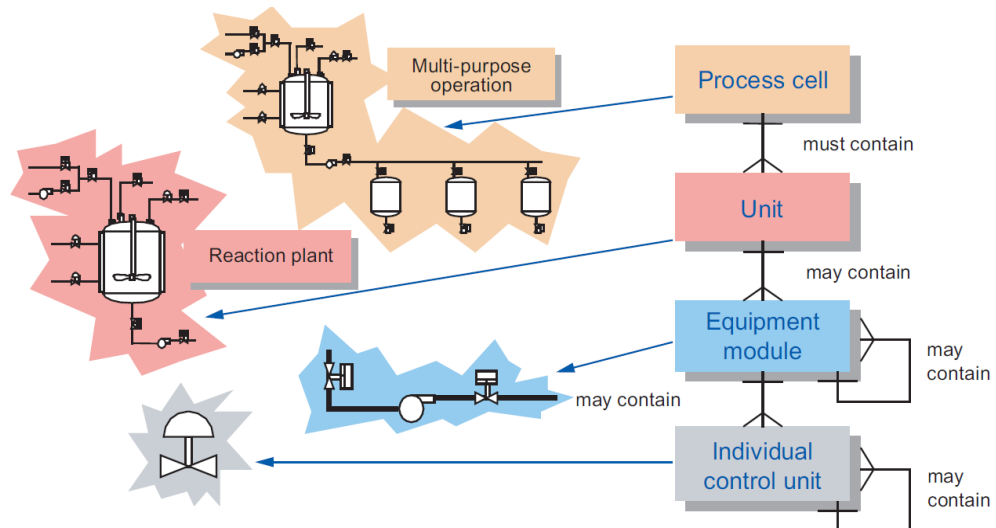 Multi-purpose
operation
Process cell
must contain
Unit
Reaction plant
may contain
Equipment
module
may
contain
may contain
Individual
control unit
may
contain